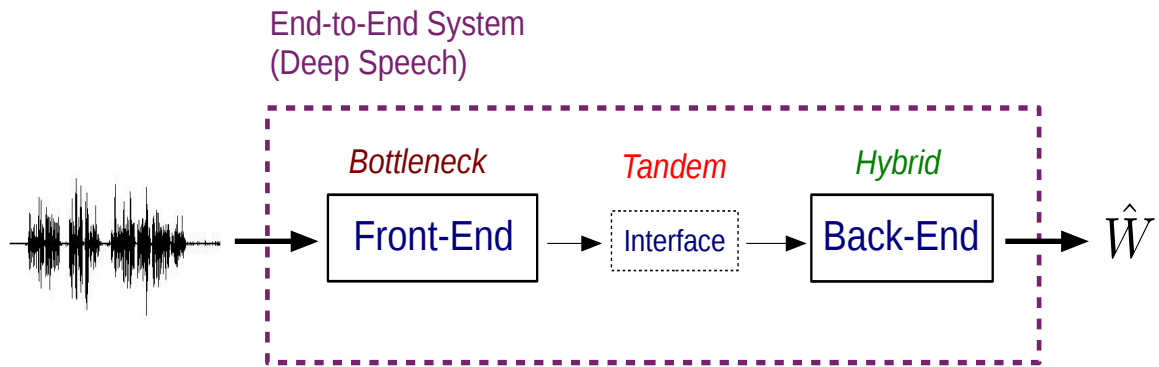 End-to-End System
(Deep Speech)
Bottleneck
Tandem
Hybrid
Front-End
Interface
Back-End
Ŵ